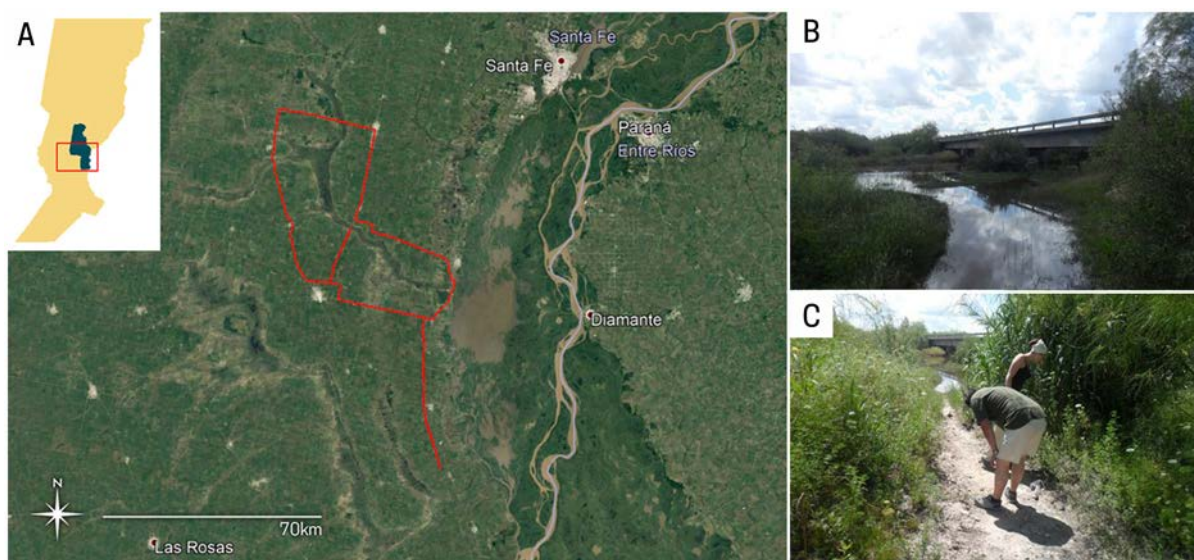 A
Santa Fe
Santa Fe
Paraná
Entre Ríos
Diamante
70km
Las Rosas
N
B
C